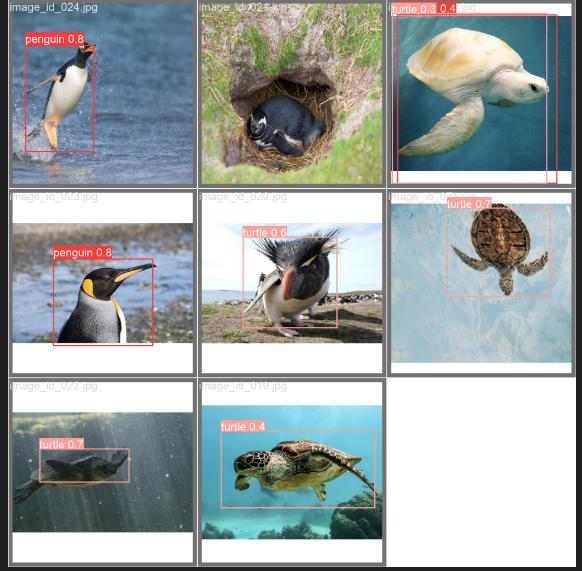 image_id_024.jpg
image_id_021.jpg
penguin 0.8
turtle 0.3
0.4
image_id_023.jpg
image_id_020.jpg
penguin 0.8
turtle 0.6
turtle 0.7
image_id_022.jpg
image_id_019.jpg
turtle 0.7
turtle 0.4